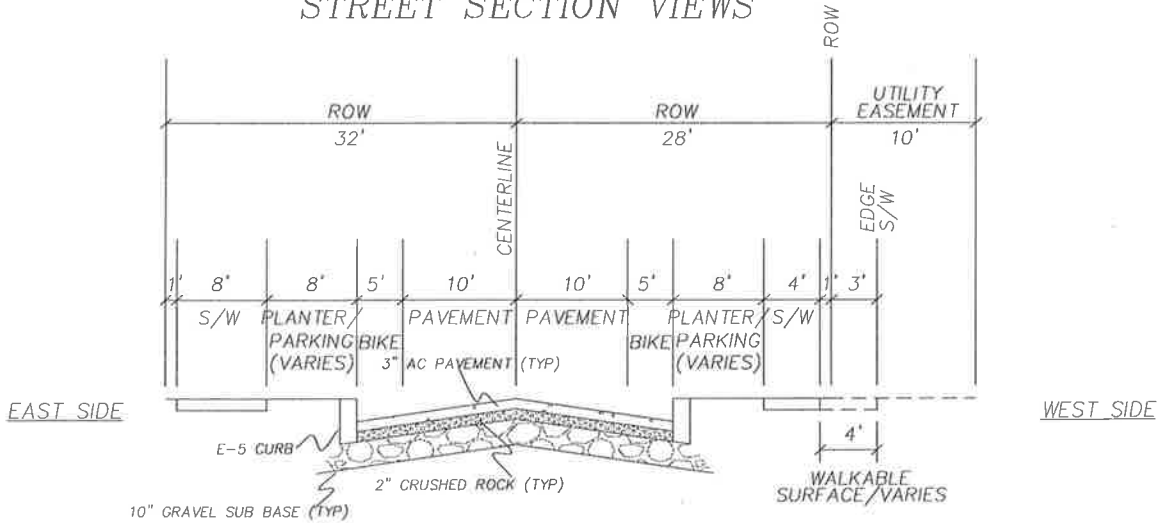 STREET SECTION VIEWS
ROW
ROW
ROW
UTILITY
EASEMENT
32'
28'
10'
CENTERLINE
EDGE
S/W
1'
8'
8'
5'
10'
10'
5'
8'
4'
1'
3'
S/W
PLANTER/
PARKING
(VARIES)
BIKE
PAVEMENT
PAVEMENT
BIKE
PLANTER/
PARKING
(VARIES)
S/W
3" AC PAVEMENT (TYP)
EAST SIDE
WEST SIDE
E-5 CURB
4'
2" CRUSHED ROCK (TYP)
WALKABLE
SURFACE/VARIES
10" GRAVEL SUB BASE (TYP)